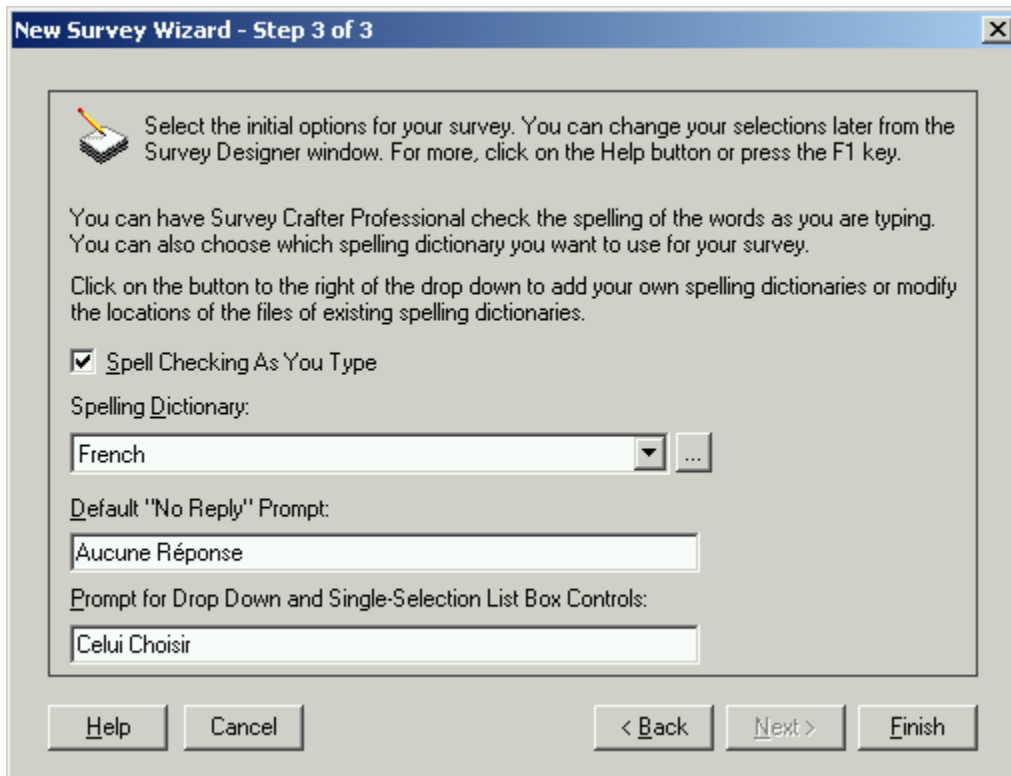 New Survey Wizard - Step 3 of 3
Select the initial options for your survey. You can change your selections later from the
Survey Designer window. For more, click on the Help button or press the F1 key.
You can have Survey Crafter Professional check the spelling of the words as you are typing.
You can also choose which spelling dictionary you want to use for your survey.
Click on the button to the right of the drop down to add your own spelling dictionaries or modify
the locations of the files of existing spelling dictionaries.
Spell Checking As You Type
Spelling Dictionary:
French
...
Default "No Reply" Prompt:
Aucune Réponse
Prompt for Drop Down and Single-Selection List Box Controls:
Celui Choisir
Help Cancel < Back Next > Finish